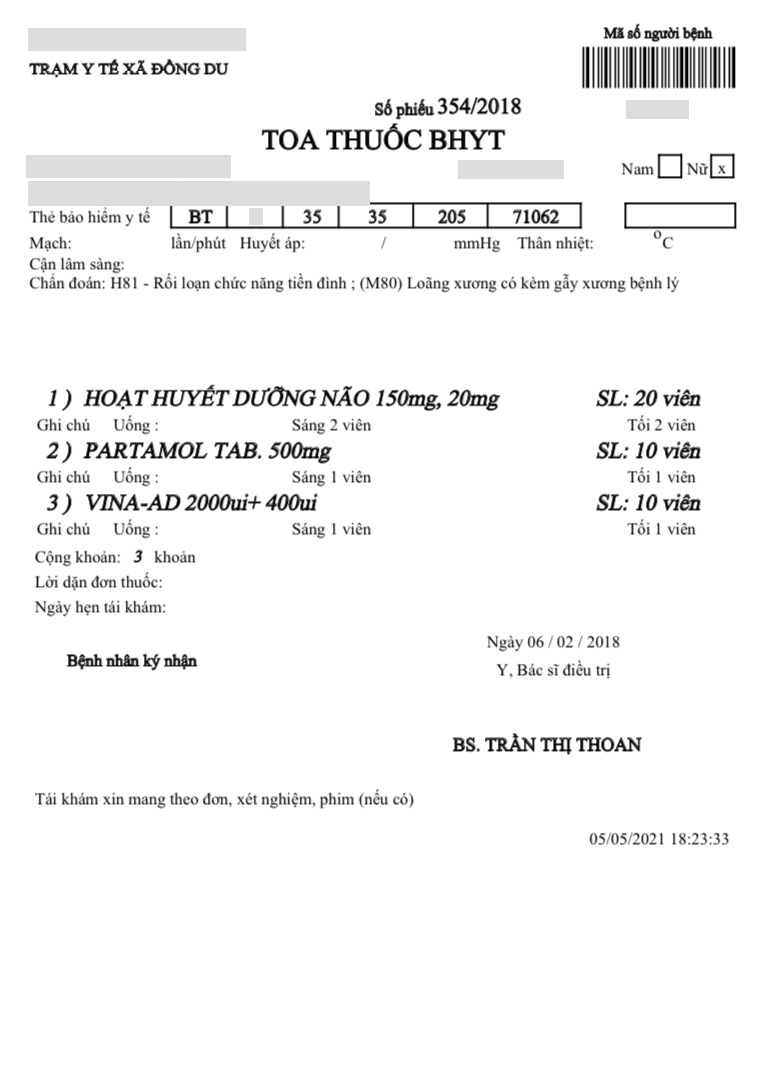 Mã số người bệnh
TRẠM Y TẾ XÃ ĐÔNG DU
Số phiếu 354/2018
TOA THUỐC BHYT
Nam Nữ x
Thẻ bảo hiểm y tế BT 35 35 205 71062
Mạch: lần/phút Huyết áp: / mmHg Thân nhiệt: °C
Cận lâm sàng:
Chẩn đoán: H81 - Rối loạn chức năng tiền đình ; (M80) Loãng xương có kèm gẫy xương bệnh lý
1 ) HOẠT HUYẾT DƯỠNG NÃO 150mg, 20mg SL: 20 viên
Ghi chú Uống : Sáng 2 viên Tối 2 viên
2 ) PARTAMOL TAB. 500mg SL: 10 viên
Ghi chú Uống : Sáng 1 viên Tối 1 viên
3 ) VINA-AD 2000ui+ 400ui SL: 10 viên
Ghi chú Uống : Sáng 1 viên Tối 1 viên
Cộng khoản: 3 khoản
Lời dặn đơn thuốc:
Ngày hẹn tái khám:
Ngày 06 / 02 / 2018
Bệnh nhân ký nhận
Y, Bác sĩ điều trị
BS. TRẦN THỊ THOAN
Tái khám xin mang theo đơn, xét nghiệm, phim (nếu có)
05/05/2021 18:23:33